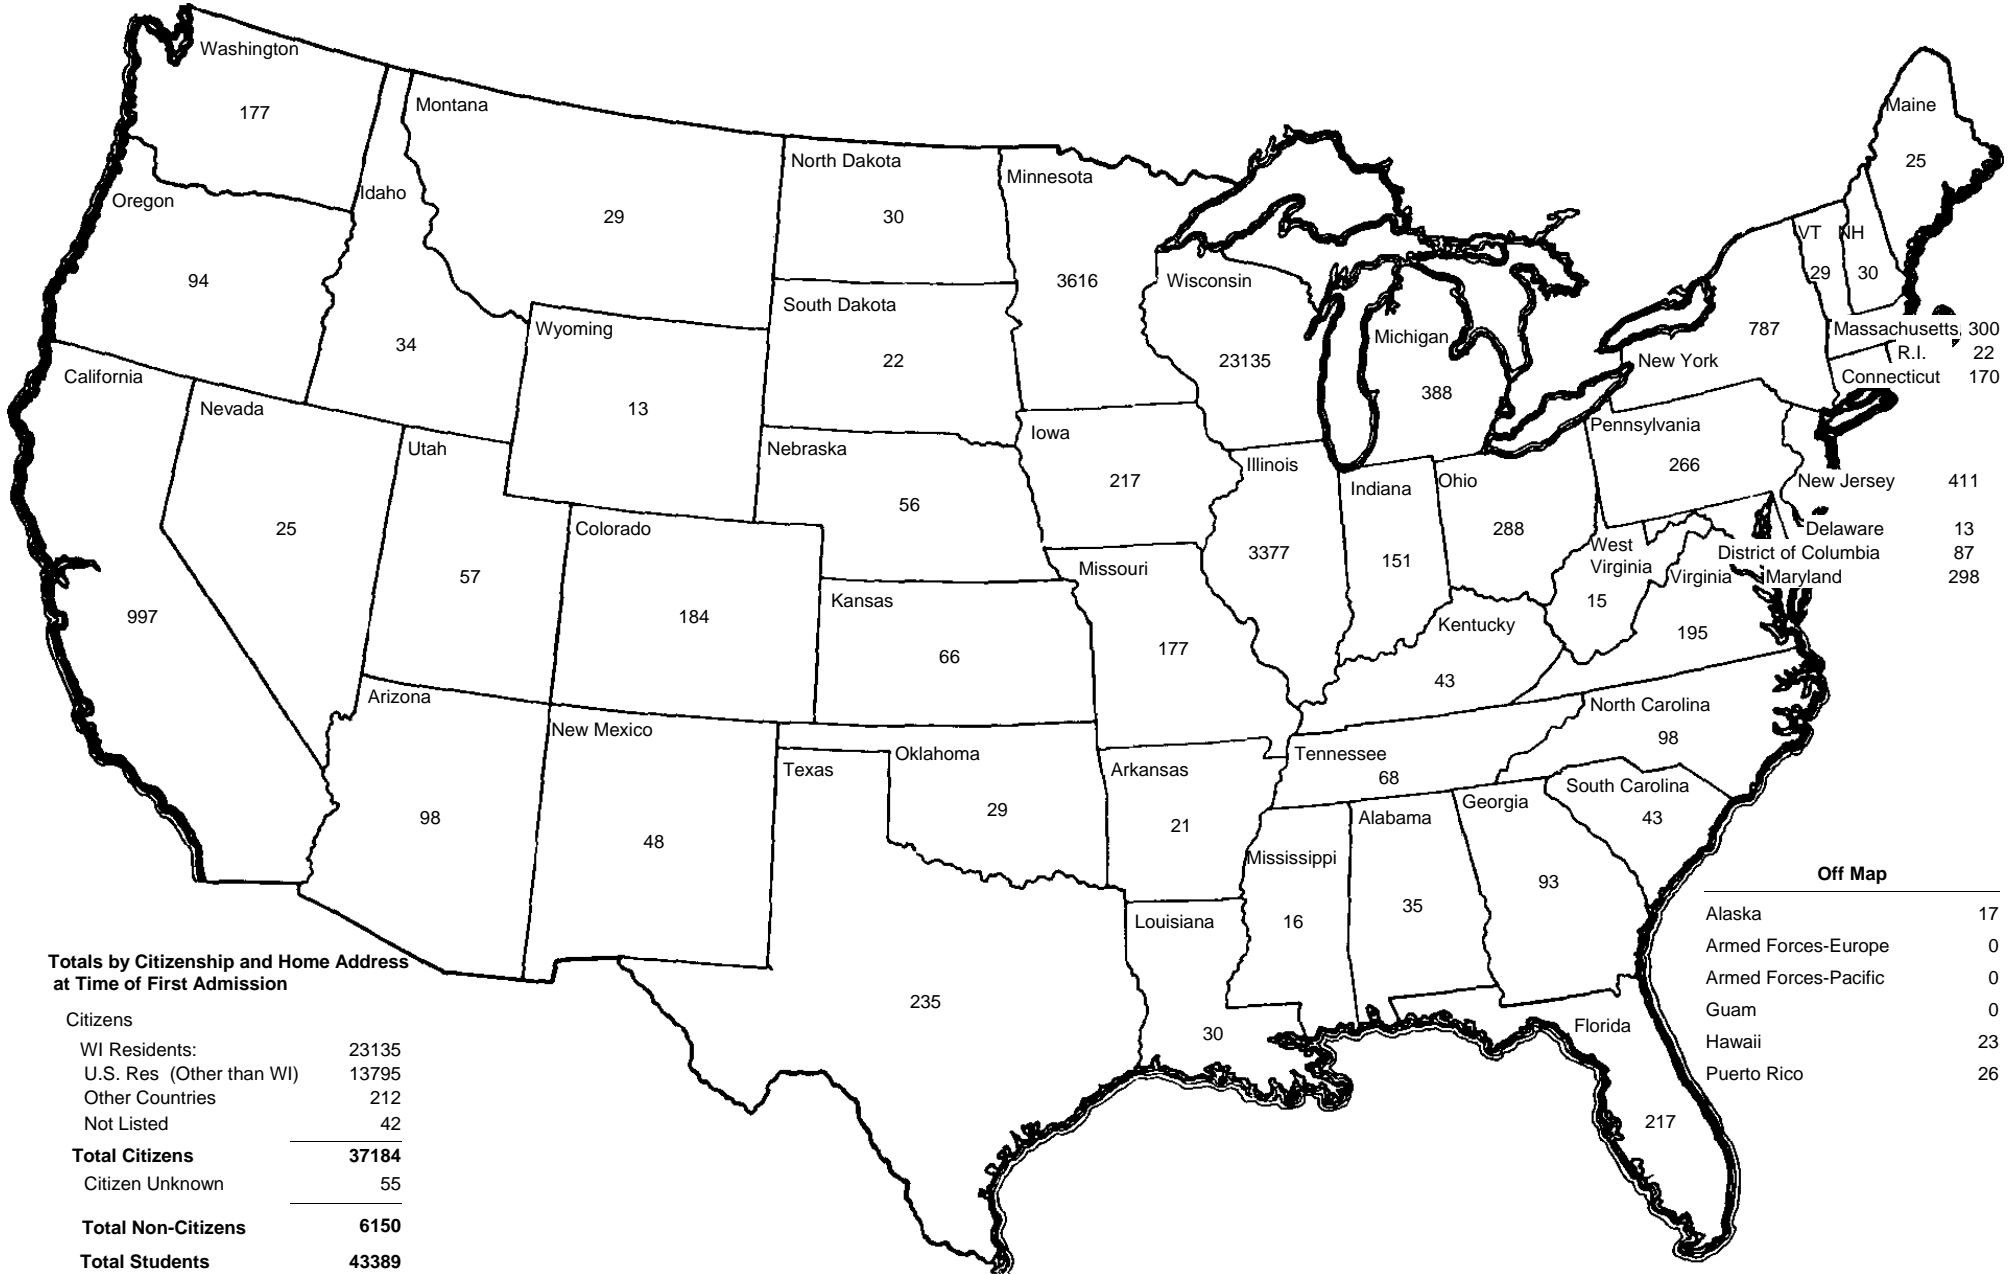 Washington
177
Montana
29
Maine
25
North Dakota
30
Minnesota
3616
Idaho
34
Oregon
94
VT NH
29 30
Wisconsin
23135
South Dakota
22
Wyoming
13
Michigan
388
New York
787
Massachusetts 300
R.I. 22
Connecticut 170
California
997
Nevada
25
Utah
57
Nebraska
56
Iowa
217
Illinois
3377
Indiana
151
Ohio
288
Pennsylvania
266
New Jersey 411
Delaware 13
District of Columbia 87
Maryland 298
Colorado
184
Kansas
66
Missouri
177
West
Virginia
15
Virginia
195
Kentucky
43
Arizona
98
New Mexico
48
Texas
235
Oklahoma
29
Arkansas
21
Tennessee
68
North Carolina
98
South Carolina
43
Georgia
93
Alabama
35
Mississippi
16
Louisiana
30
Florida
217
Off Map
Alaska 17
Armed Forces-Europe 0
Armed Forces-Pacific 0
Guam 0
Hawaii 23
Puerto Rico 26
Totals by Citizenship and Home Address
at Time of First Admission
Citizens
WI Residents: 23135
U.S. Res (Other than WI) 13795
Other Countries 212
Not Listed 42
Total Citizens 37184
Citizen Unknown 55
Total Non-Citizens 6150
Total Students 43389